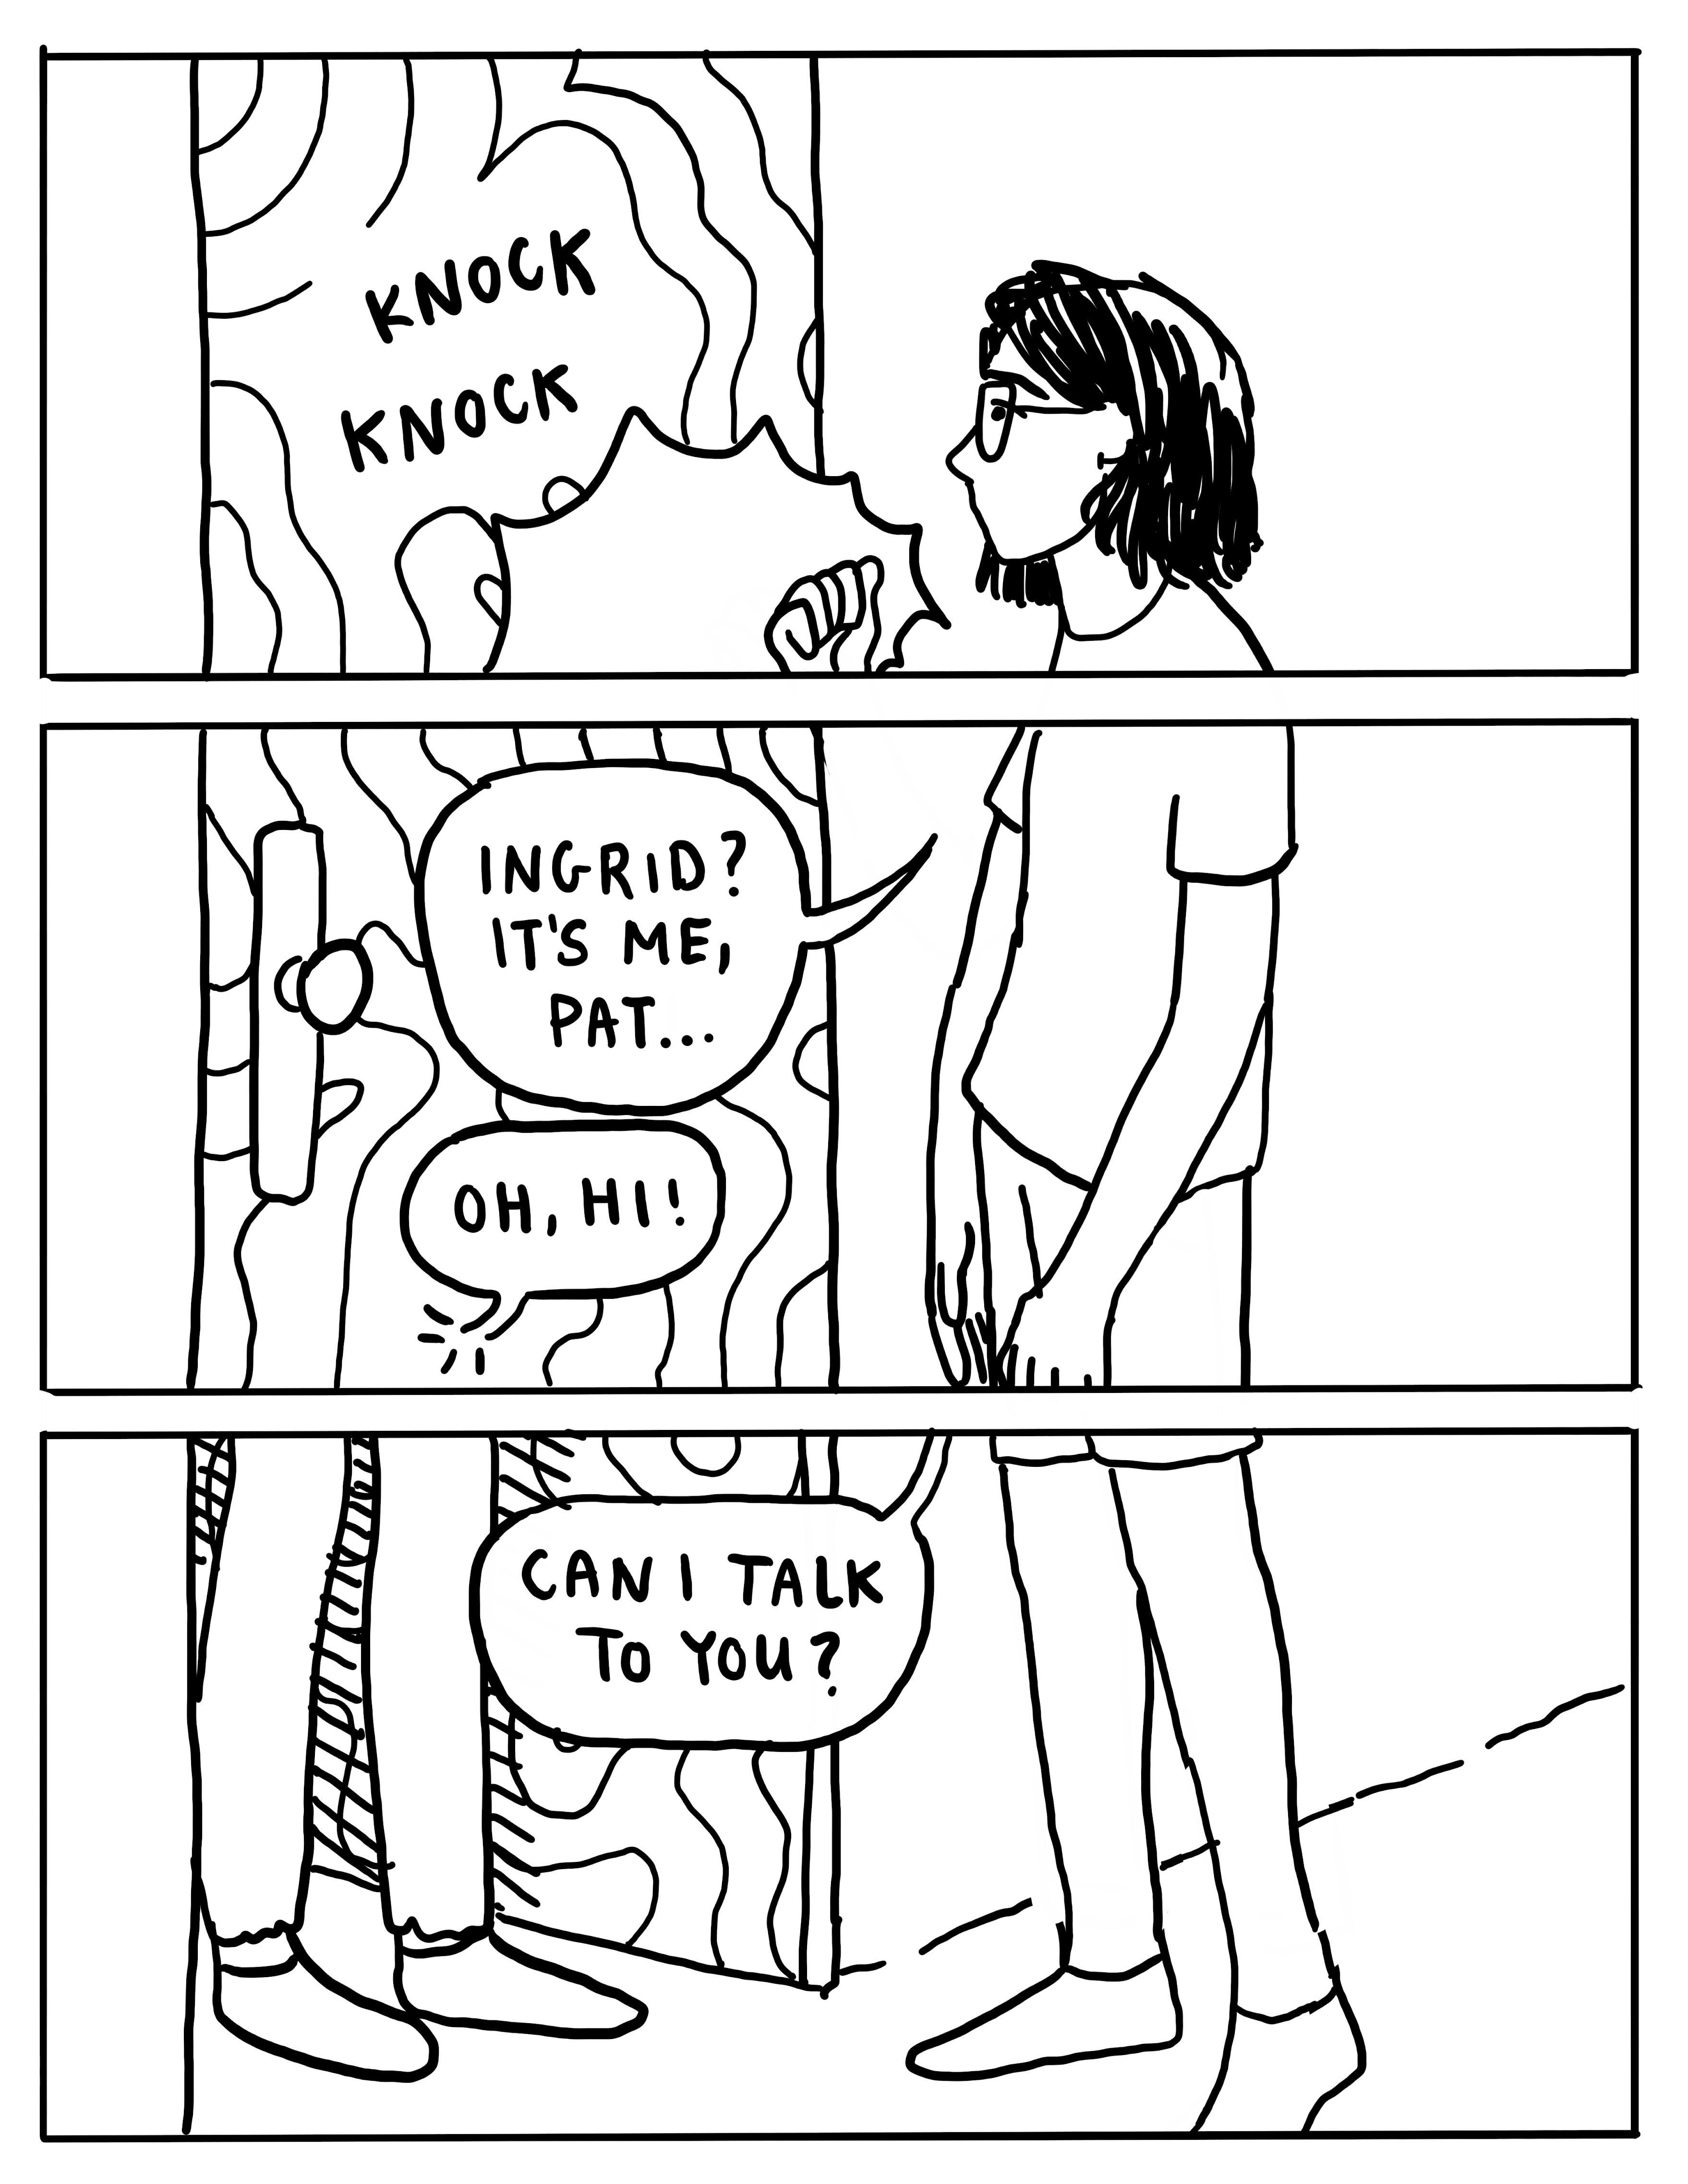 KNOCK
KNOCK
INGRID?
IT'S ME,
PAT...
OH, HI!
CAN I TALK
TO YOU?